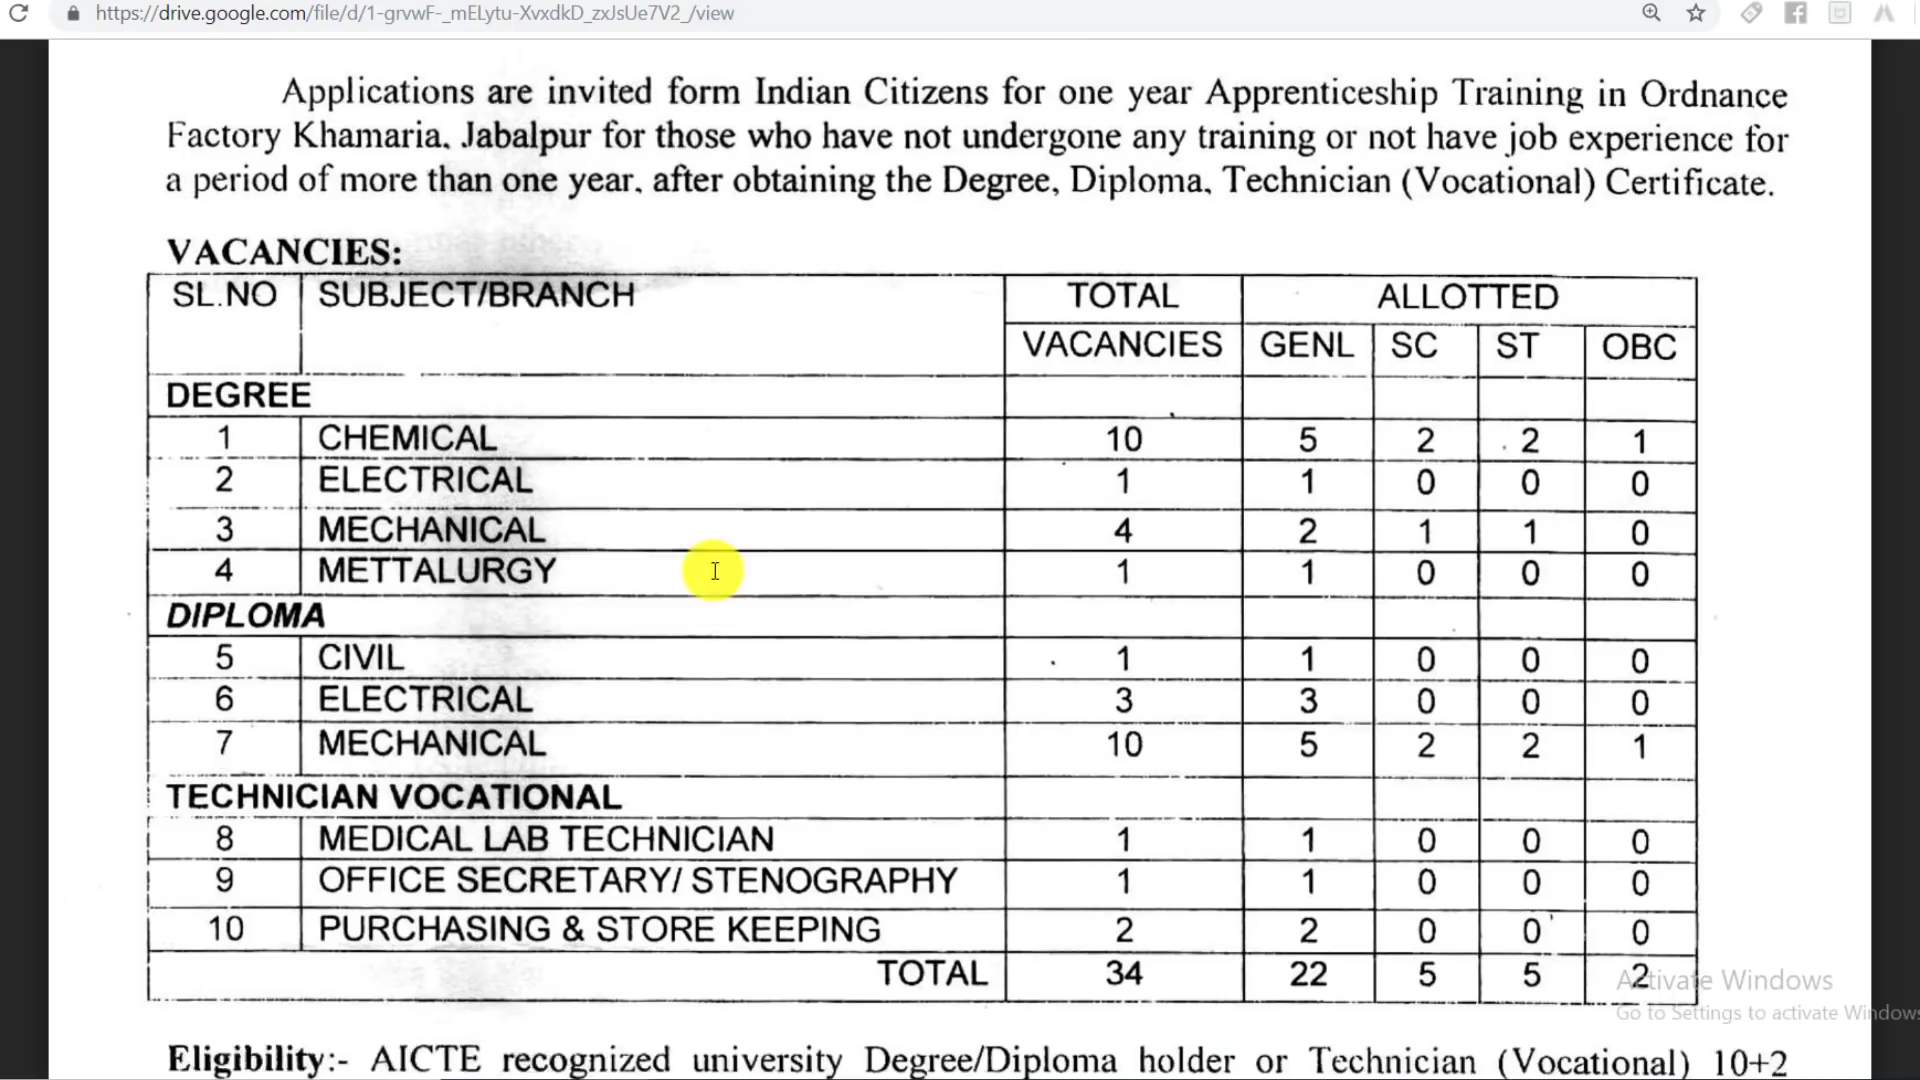 https://drive.google.com/file/d/1-grvwF-_mELytu-XvxdkD_zxJsUe7V2_/view
Applications are invited form Indian Citizens for one year Apprenticeship Training in Ordnance
Factory Khamaria, Jabalpur for those who have not undergone any training or not have job experience for
a period of more than one year, after obtaining the Degree, Diploma, Technician (Vocational) Certificate.
VACANCIES:
SL.NO SUBJECT/BRANCH TOTAL ALLOTTED
VACANCIES GENL SC ST OBC
DEGREE
1 CHEMICAL 10 5 2 2 1
2 ELECTRICAL 1 1 0 0 0
3 MECHANICAL 4 2 1 1 0
4 METTALURGY 1 1 0 0 0
DIPLOMA
5 CIVIL 1 1 0 0 0
6 ELECTRICAL 3 3 0 0 0
7 MECHANICAL 10 5 2 2 1
TECHNICIAN VOCATIONAL
8 MEDICAL LAB TECHNICIAN 1 1 0 0 0
9 OFFICE SECRETARY/ STENOGRAPHY 1 1 0 0 0
10 PURCHASING & STORE KEEPING 2 2 0 0 0
TOTAL 34 22 5 5 2
Activate Windows
Go to Settings to activate Windows
Eligibility:- AICTE recognized university Degree/Diploma holder or Technician (Vocational) 10+2